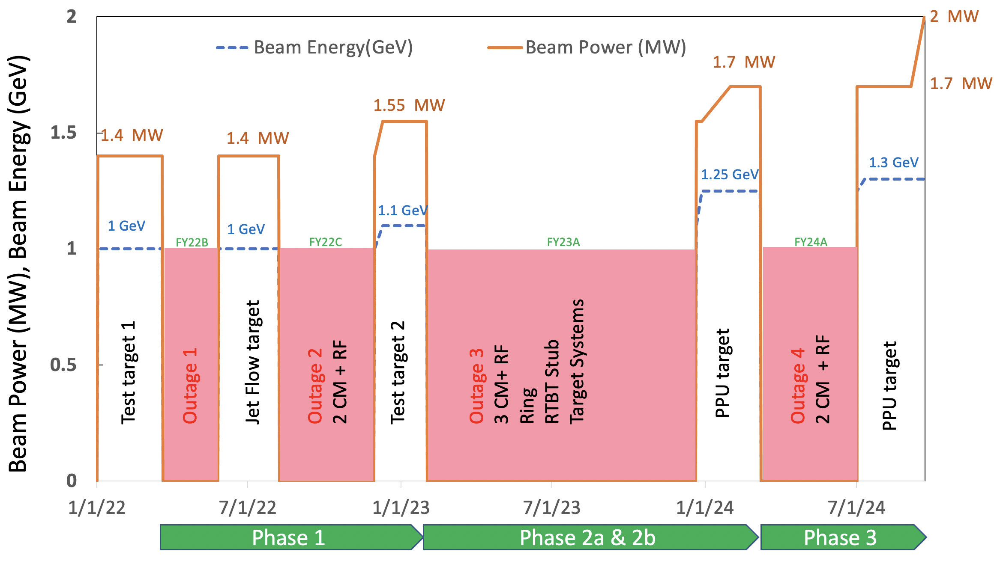 2
1.5
1
0.5
0
Beam Power (MW), Beam Energy (GeV)
Beam Energy(GeV)
Beam Power (MW)
2 MW
1.7 MW
1.7 MW
1.55 MW
1.4 MW
1.4 MW
1.3 GeV
1.25 GeV
1.1 GeV
1 GeV
1 GeV
FY22B
FY22C
FY23A
FY24A
Test target 1
Outage 1
Jet Flow target
Outage 2
2 CM + RF
Test target 2
Outage 3
3 CM+ RF
Ring
RTBT Stub
Target Systems
PPU target
Outage 4
2 CM + RF
PPU target
1/1/22
7/1/22
1/1/23
7/1/23
1/1/24
7/1/24
Phase 1
Phase 2a & 2b
Phase 3